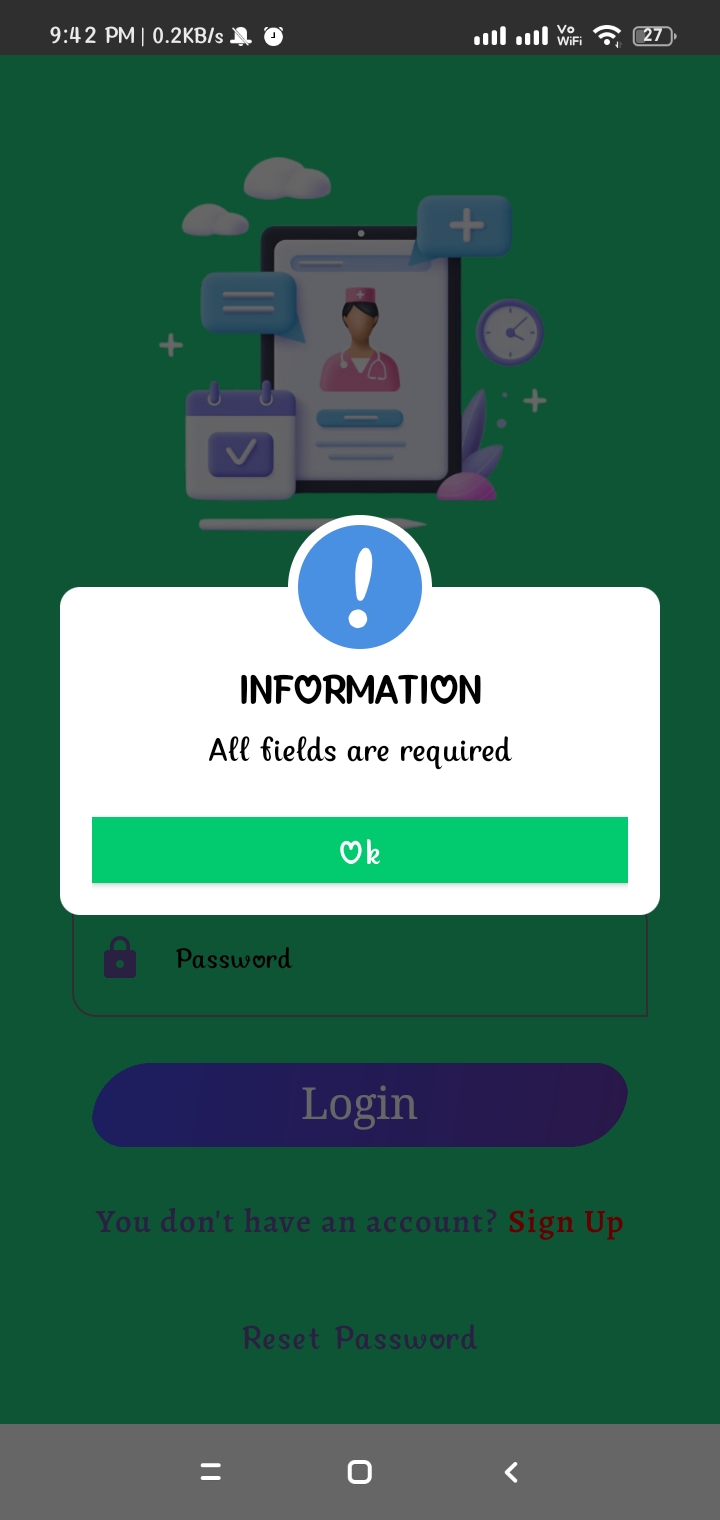 9:42 PM | 0.2KB/s
Vo
WiFi
27
INFORMATION
All fields are required
Ok
Password
Login
You don't have an account? Sign Up
Reset Password